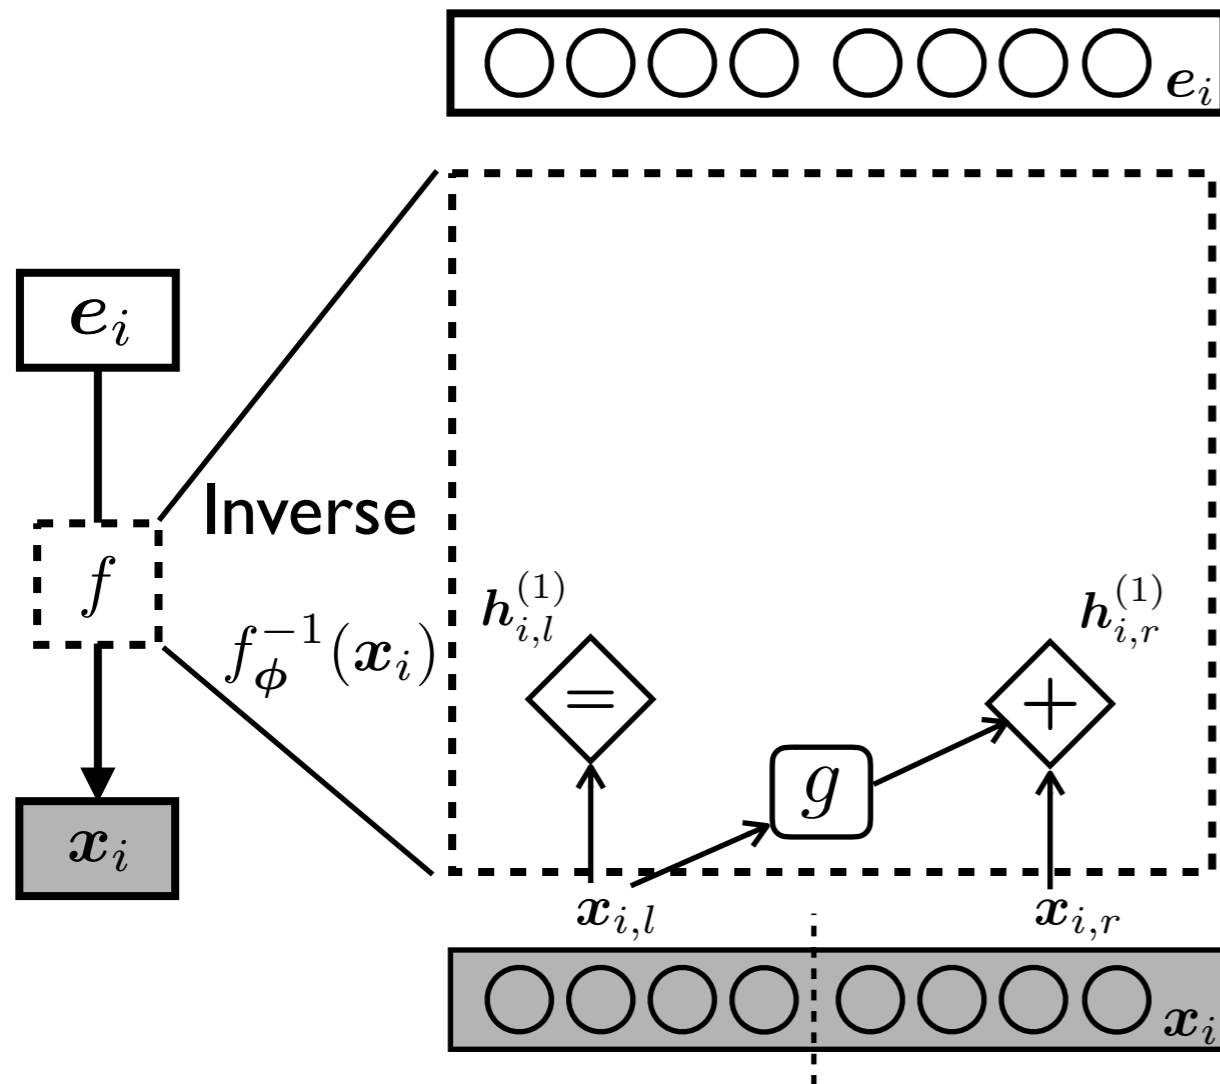 e_i
e_i
Inverse
f
f_ϕ^{-1}(x_i)
h_{i,l}^{(1)}
h_{i,r}^{(1)}
=
+
g
x_i
x_{i,l}
x_{i,r}
x_i